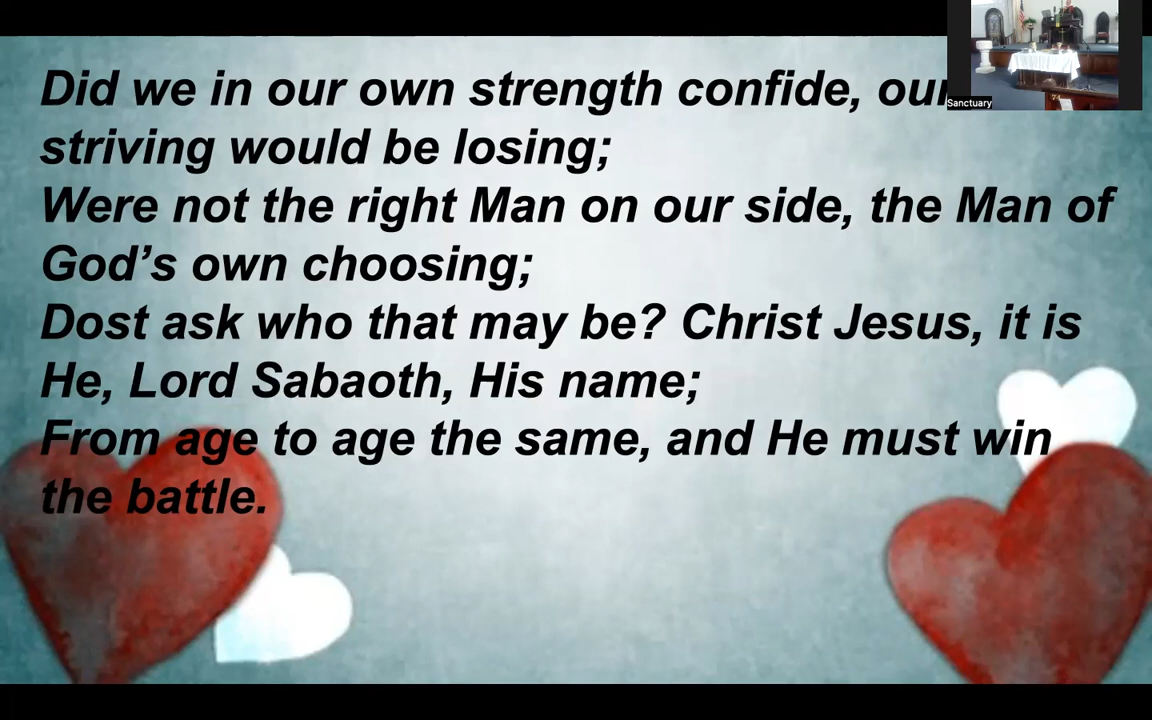 Did we in our own strength confide, our
striving would be losing;
Were not the right Man on our side, the Man of
God’s own choosing;
Dost ask who that may be? Christ Jesus, it is
He, Lord Sabaoth, His name;
From age to age the same, and He must win
the battle.
Sanctuary